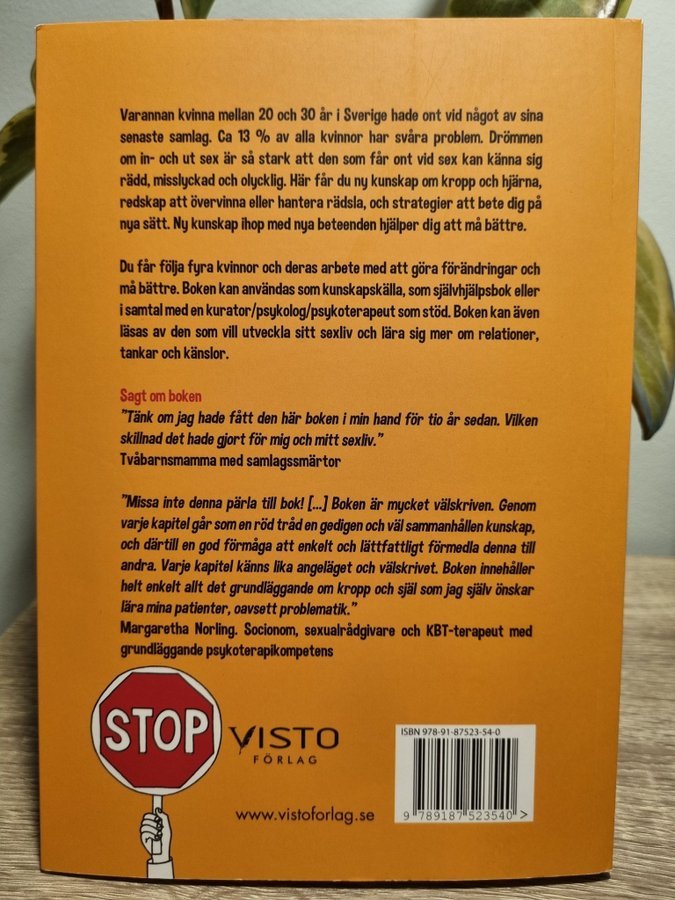 Varannan kvinna mellan 20 och 30 år i Sverige hade ont vid något av sina
senaste samlag. Ca 13 % av alla kvinnor har svåra problem. Drömmen
om in- och ut sex är så stark att den som får ont vid sex kan känna sig
rädd, misslyckad och olycklig. Här får du ny kunskap om kropp och hjärna,
redskap att övervinna eller hantera rädsla, och strategier att bete dig på
nya sätt. Ny kunskap ihop med nya beteenden hjälper dig att må bättre.
Du får följa fyra kvinnor och deras arbete med att göra förändringar och
må bättre. Boken kan användas som kunskapskälla, som självhjälpsbok eller
i samtal med en kurator/psykolog/psykoterapeut som stöd. Boken kan även
läsas av den som vill utveckla sitt sexliv och lära sig mer om relationer,
tankar och känslor.
Sagt om boken
"Tänk om jag hade fått den här boken i min hand för tio år sedan. Vilken
skillnad det hade gjort för mig och mitt sexliv."
Tvåbarnsmamma med samlagssmärtor
"Missa inte denna pärla till bok! [...] Boken är mycket välskriven. Genom
varje kapitel går som en röd tråd en gedigen och väl sammanhållen kunskap,
och därtill en god förmåga att enkelt och lättfattligt förmedla denna till
andra. Varje kapitel känns lika angeläget och välskrivet. Boken innehåller
helt enkelt allt det grundläggande om kropp och själ som jag själv önskar
lära mina patienter, oavsett problematik."
Margaretha Norling. Socionom, sexualrådgivare och KBT-terapeut med
grundläggande psykoterapikompetens
STOP
VISTO
FÖRLAG
www.vistoforlag.se
ISBN 978-91-87523-54-0
9 789187 523540 >